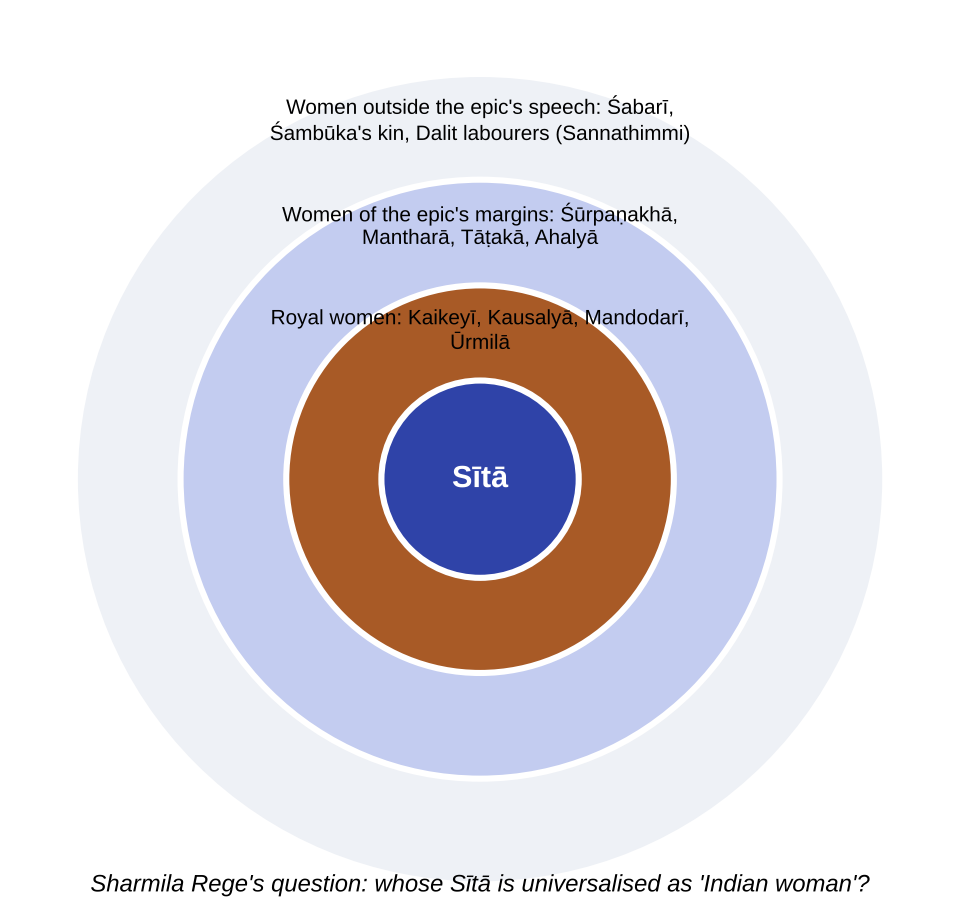 Women outside the epic's speech: Śabarī,
Śambūka's kin, Dalit labourers (Sannathimmi)
Women of the epic's margins: Śūrpaṇakhā,
Mantharā, Tāṭakā, Ahalyā
Royal women: Kaikeyī, Kausalyā, Mandodarī,
Ūrmilā
Sītā
Sharmila Rege's question: whose Sītā is universalised as 'Indian woman'?